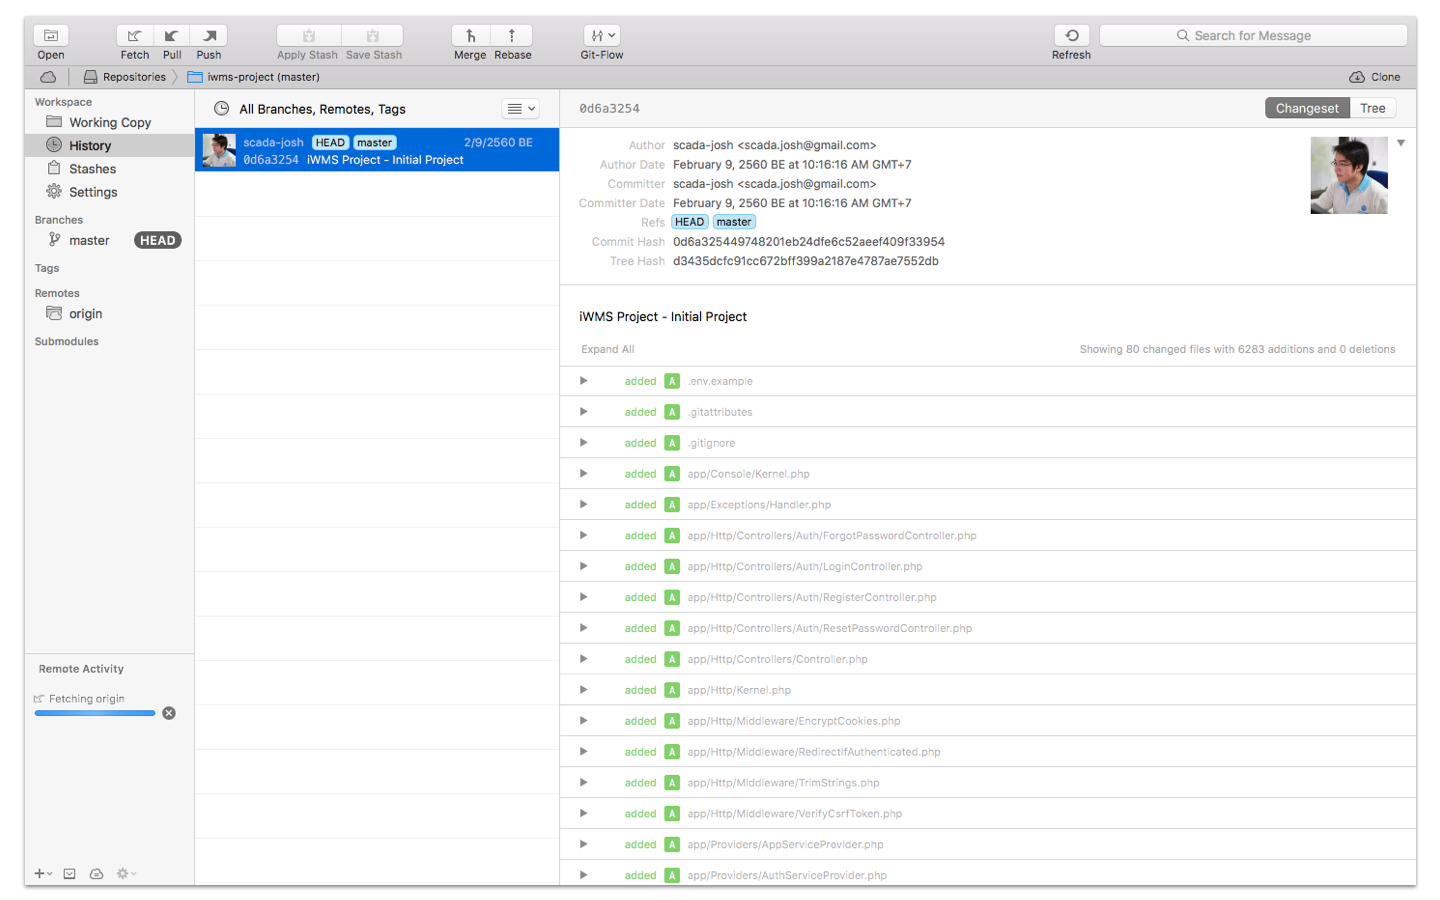 Open Fetch Pull Push Apply Stash Save Stash Merge Rebase Git-Flow Refresh Search for Message
Repositories iwms-project (master) Clone
Workspace
Working Copy
History
Stashes
Settings
Branches
master HEAD
Tags
Remotes
origin
Submodules
Remote Activity
Fetching origin
All Branches, Remotes, Tags
scada-josh HEAD master 2/9/2560 BE
0d6a3254 iWMS Project - Initial Project
0d6a3254 Changeset Tree
Author scada-josh <scada.josh@gmail.com>
Author Date February 9, 2560 BE at 10:16:16 AM GMT+7
Committer scada-josh <scada.josh@gmail.com>
Committer Date February 9, 2560 BE at 10:16:16 AM GMT+7
Refs HEAD master
Commit Hash 0d6a325449748201eb24dfe6c52aeef409f33954
Tree Hash d3435dcfc91cc672bff399a2187e4787ae7552db
iWMS Project - Initial Project
Expand All Showing 80 changed files with 6283 additions and 0 deletions
added A .env.example
added A .gitattributes
added A .gitignore
added A app/Console/Kernel.php
added A app/Exceptions/Handler.php
added A app/Http/Controllers/Auth/ForgotPasswordController.php
added A app/Http/Controllers/Auth/LoginController.php
added A app/Http/Controllers/Auth/RegisterController.php
added A app/Http/Controllers/Auth/ResetPasswordController.php
added A app/Http/Controllers/Controller.php
added A app/Http/Kernel.php
added A app/Http/Middleware/EncryptCookies.php
added A app/Http/Middleware/RedirectIfAuthenticated.php
added A app/Http/Middleware/TrimStrings.php
added A app/Http/Middleware/VerifyCsrfToken.php
added A app/Providers/AppServiceProvider.php
added A app/Providers/AuthServiceProvider.php